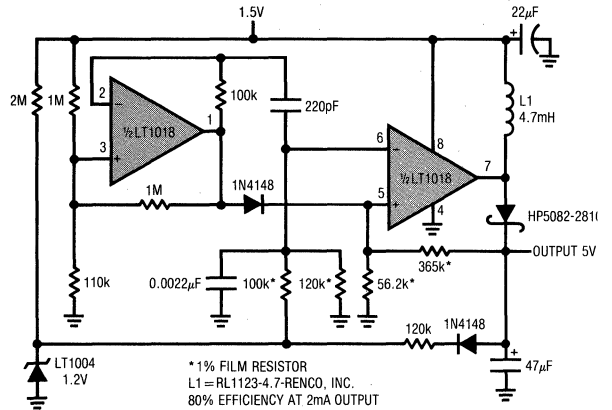 1.5V
22µF
+
2M
1M
2
−
½LT1018
1
3
+
100k
220pF
L1
4.7mH
6
−
8
½LT1018
7
5
+
4
1M
1N4148
HP5082-281
365k*
OUTPUT 5V
110k
0.0022µF
100k*
120k*
56.2k*
120k
1N4148
+
47µF
LT1004
1.2V
*1% FILM RESISTOR
L1=RL1123-4.7-RENCO, INC.
80% EFFICIENCY AT 2mA OUTPUT